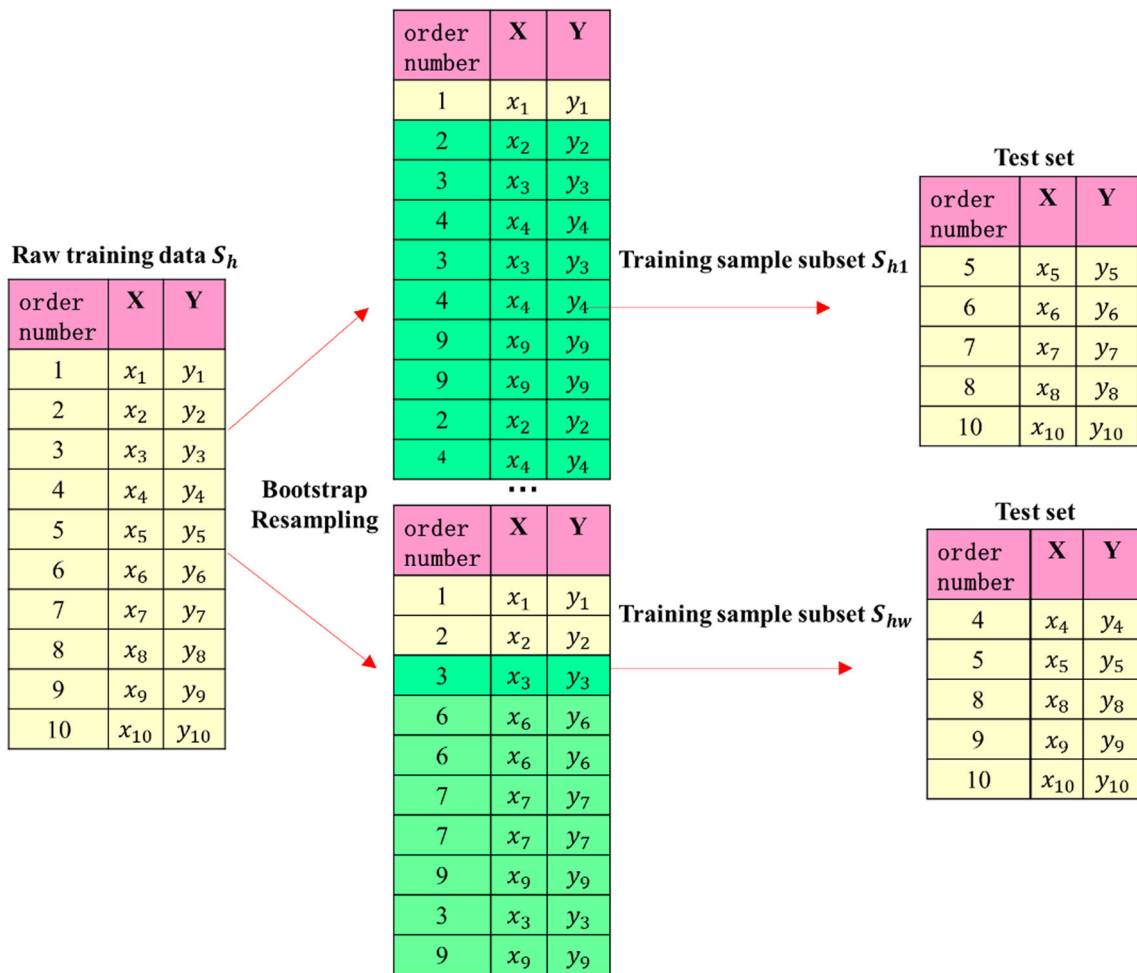 Raw training data S_h
order number X Y
1 x_1 y_1
2 x_2 y_2
3 x_3 y_3
4 x_4 y_4
5 x_5 y_5
6 x_6 y_6
7 x_7 y_7
8 x_8 y_8
9 x_9 y_9
10 x_10 y_10
Bootstrap
Resampling
order number X Y
1 x_1 y_1
2 x_2 y_2
3 x_3 y_3
4 x_4 y_4
3 x_3 y_3
4 x_4 y_4
9 x_9 y_9
9 x_9 y_9
2 x_2 y_2
4 x_4 y_4
...
order number X Y
1 x_1 y_1
2 x_2 y_2
3 x_3 y_3
6 x_6 y_6
6 x_6 y_6
7 x_7 y_7
7 x_7 y_7
9 x_9 y_9
3 x_3 y_3
9 x_9 y_9
Training sample subset S_h1
Test set
order number X Y
5 x_5 y_5
6 x_6 y_6
7 x_7 y_7
8 x_8 y_8
10 x_10 y_10
Training sample subset S_hw
Test set
order number X Y
4 x_4 y_4
5 x_5 y_5
8 x_8 y_8
9 x_9 y_9
10 x_10 y_10